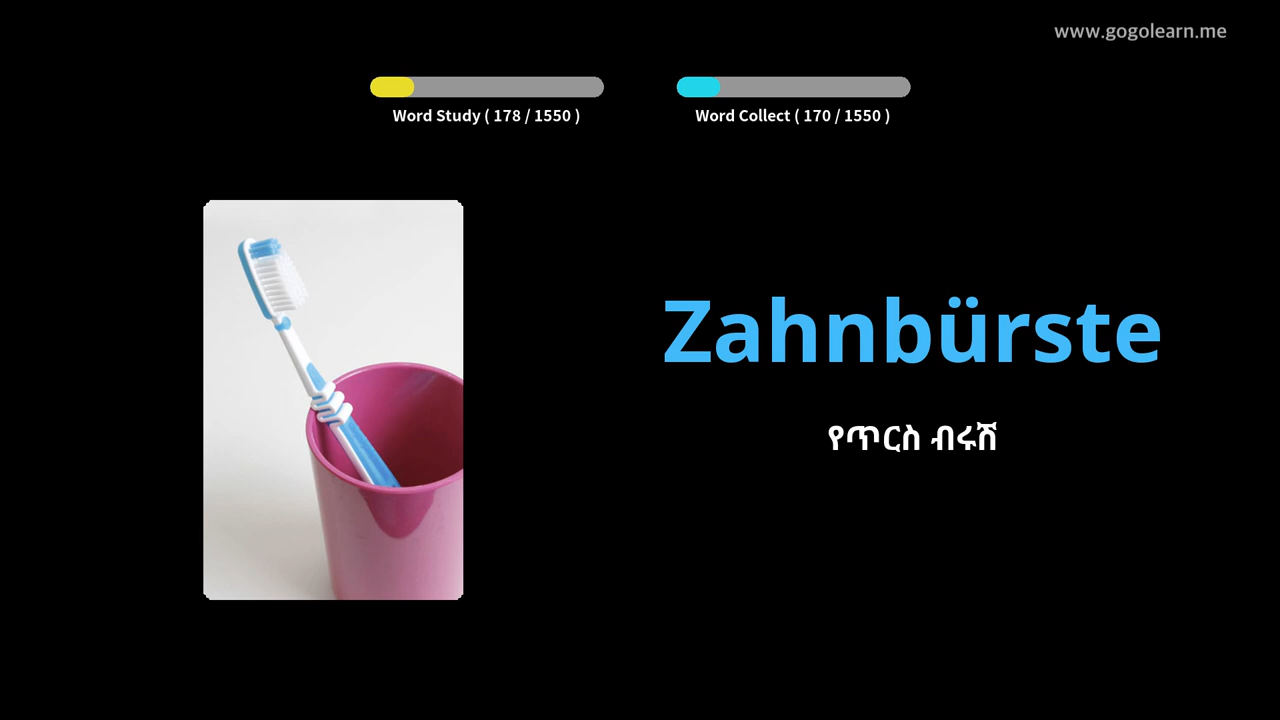 www.gogolearn.me
Word Study ( 178 / 1550 )
Word Collect ( 170 / 1550 )
Zahnbürste
የጥርስ ብሩሽ